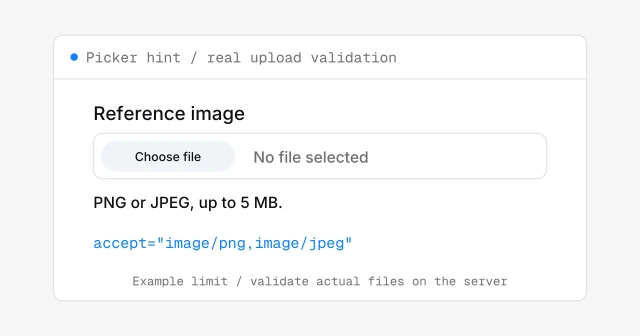 Picker hint / real upload validation
Reference image
Choose file No file selected
PNG or JPEG, up to 5 MB.
accept="image/png,image/jpeg"
Example limit / validate actual files on the server